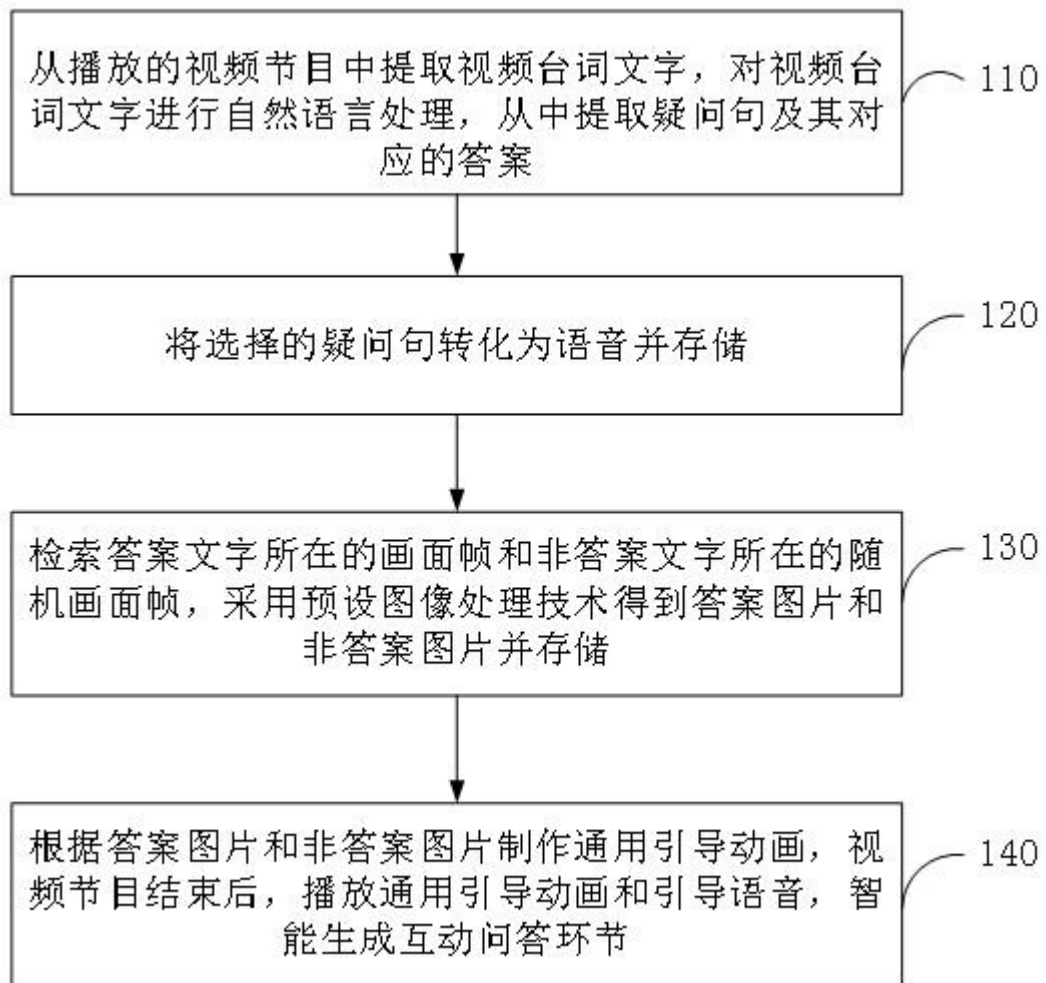 从播放的视频节目中提取视频台词文字，对视频台
词文字进行自然语言处理，从中提取疑问句及其对
应的答案
110
将选择的疑问句转化为语音并存储
120
检索答案文字所在的画面帧和非答案文字所在的随
机画面帧，采用预设图像处理技术得到答案图片和
非答案图片并存储
130
根据答案图片和非答案图片制作通用引导动画，视
频节目结束后，播放通用引导动画和引导语音，智
能生成互动问答环节
140